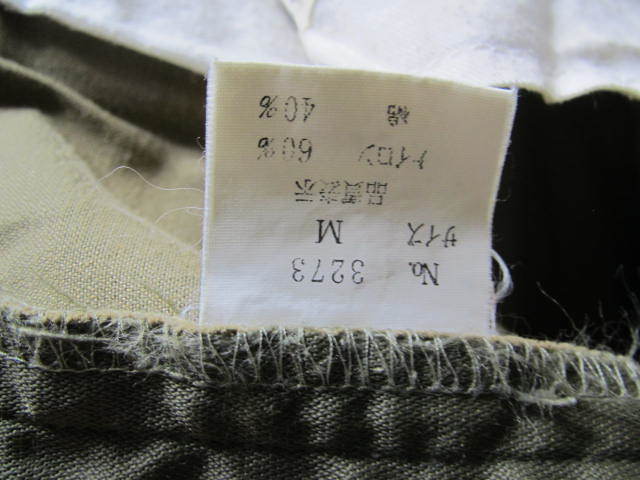 No. 3273
サイズ M
品質表示
ナイロン 60%
綿 40%